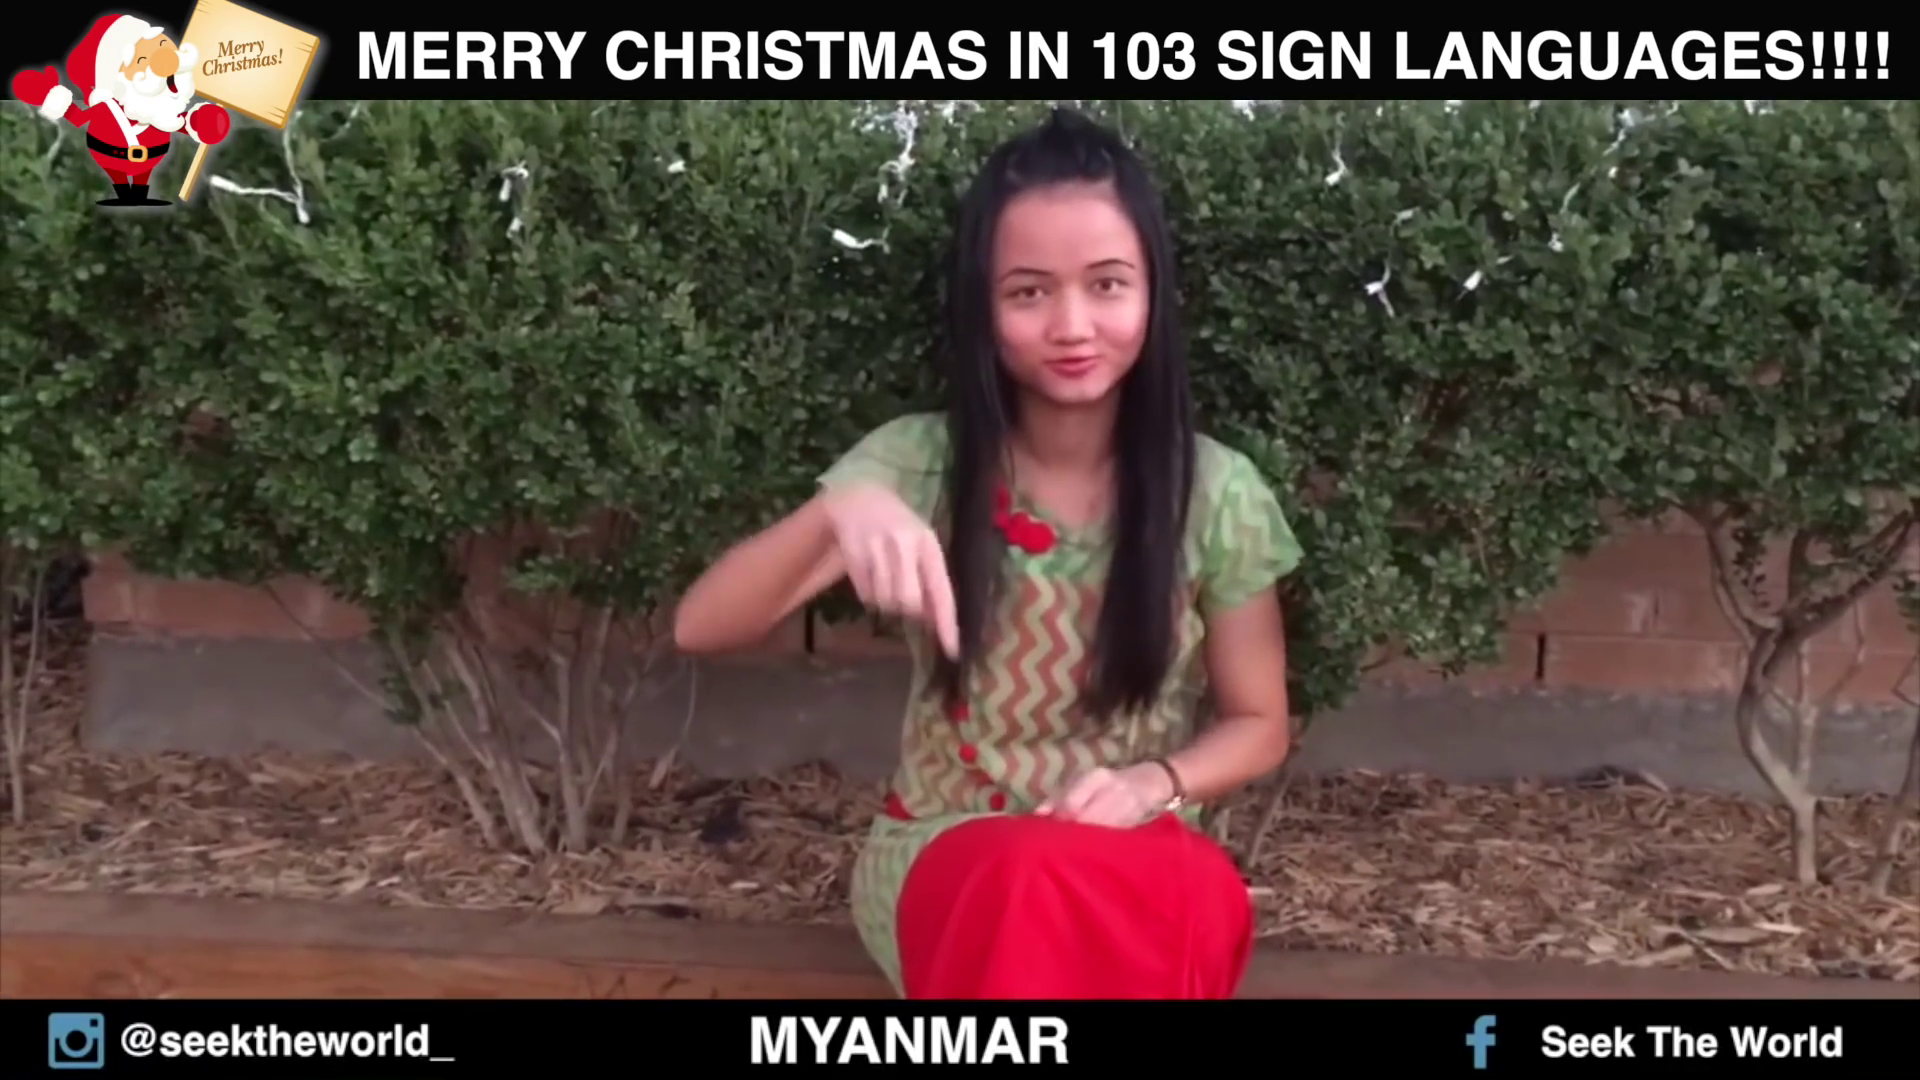 Merry
Christmas!
MERRY CHRISTMAS IN 103 SIGN LANGUAGES!!!!
@seektheworld_
MYANMAR
Seek The World